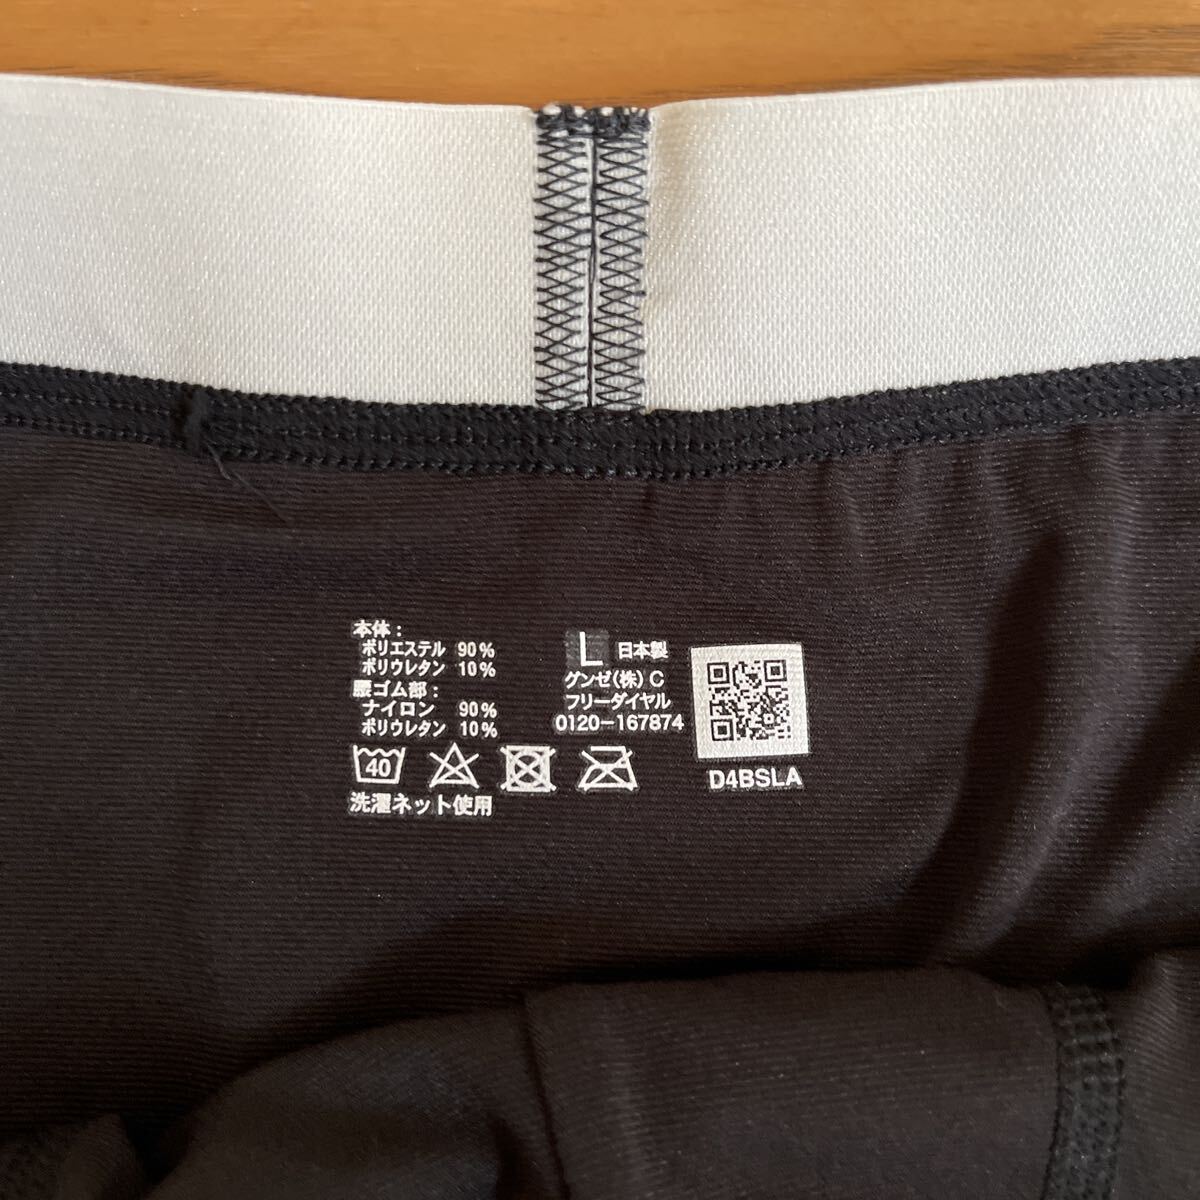 本体：
ポリエステル 90%
ポリウレタン 10%
腰ゴム部：
ナイロン 90%
ポリウレタン 10%
40
洗濯ネット使用
L 日本製
グンゼ(株) C
フリーダイヤル
0120-167874
D4BSLA